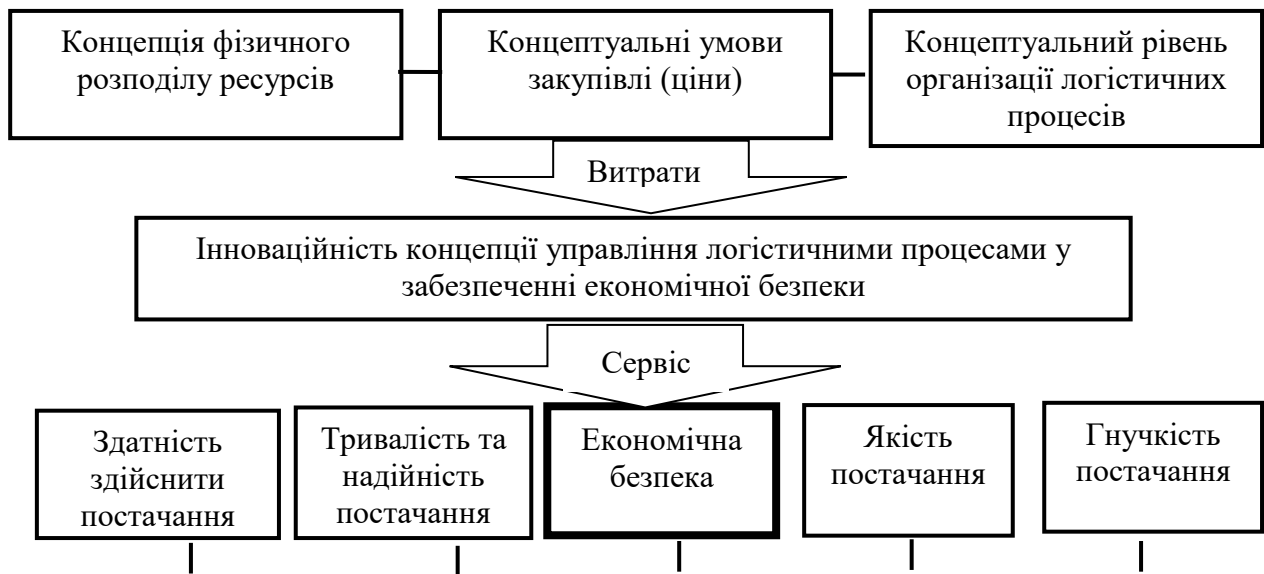 Концепція фізичного
розподілу ресурсів
Концептуальні умови
закупівлі (ціни)
Концептуальний рівень
організації логістичних
процесів
Витрати
Інноваційність концепції управління логістичними процесами у
забезпеченні економічної безпеки
Сервіс
Здатність
здійснити
постачання
Тривалість та
надійність
постачання
Економічна
безпека
Якість
постачання
Гнучкість
постачання